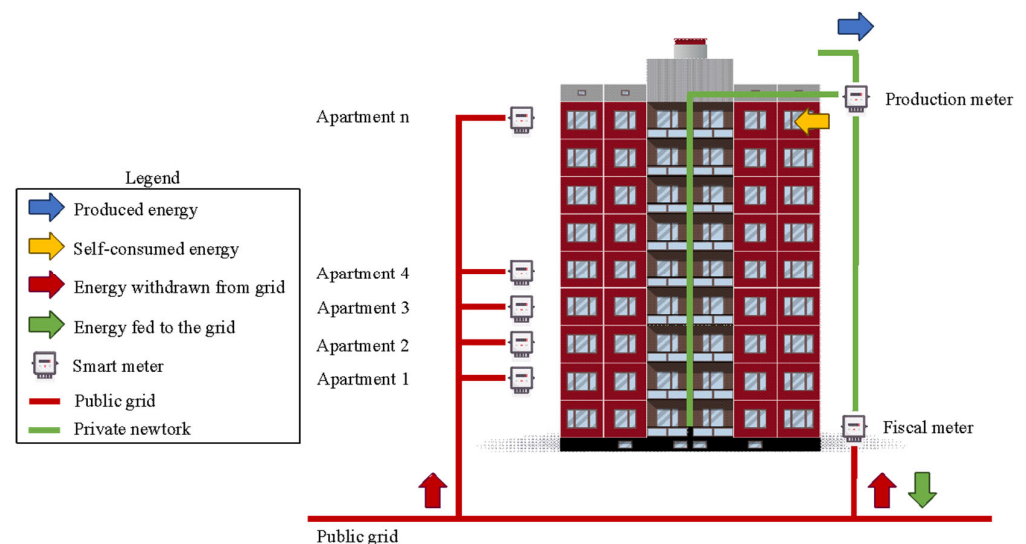 Apartment n
Production meter
Legend
Produced energy
Self-consumed energy
Energy withdrawn from grid
Energy fed to the grid
Smart meter
Public grid
Private newtork
Apartment 4
Apartment 3
Apartment 2
Apartment 1
Fiscal meter
Public grid